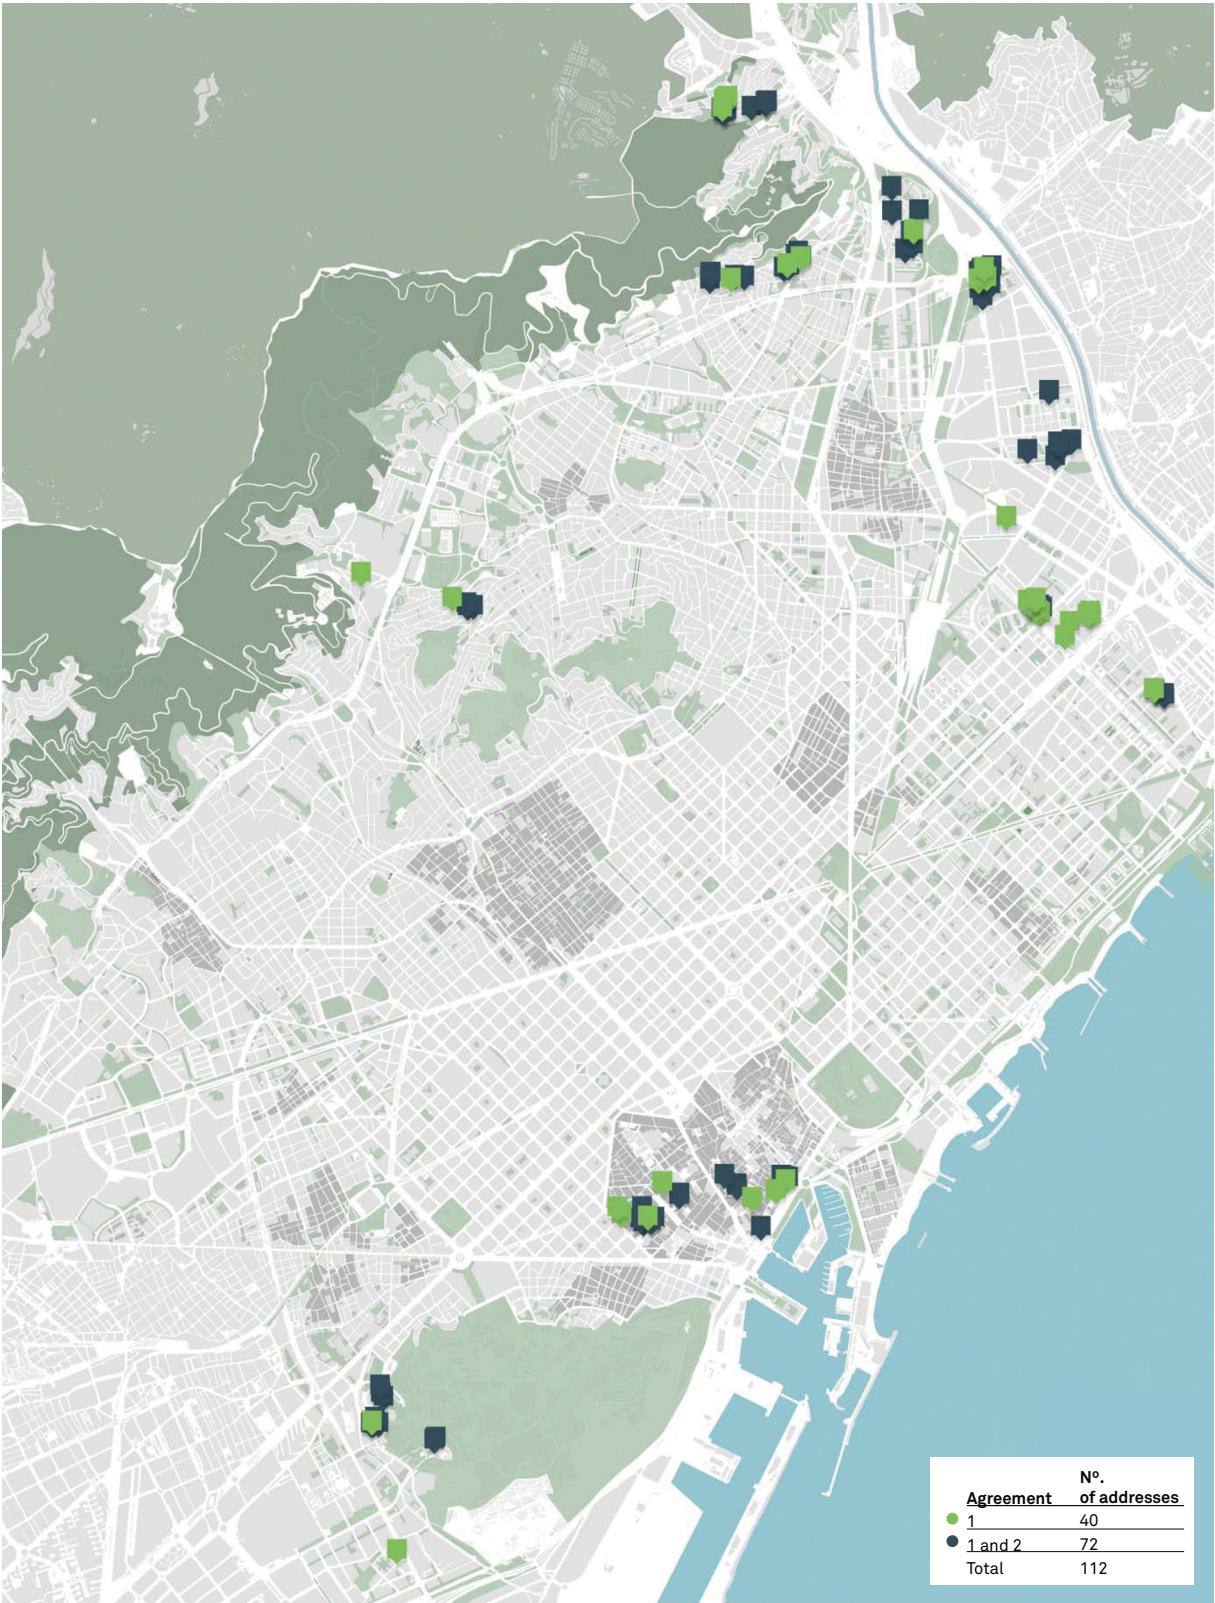 Nº.
Agreement of addresses
1 40
1 and 2 72
Total 112